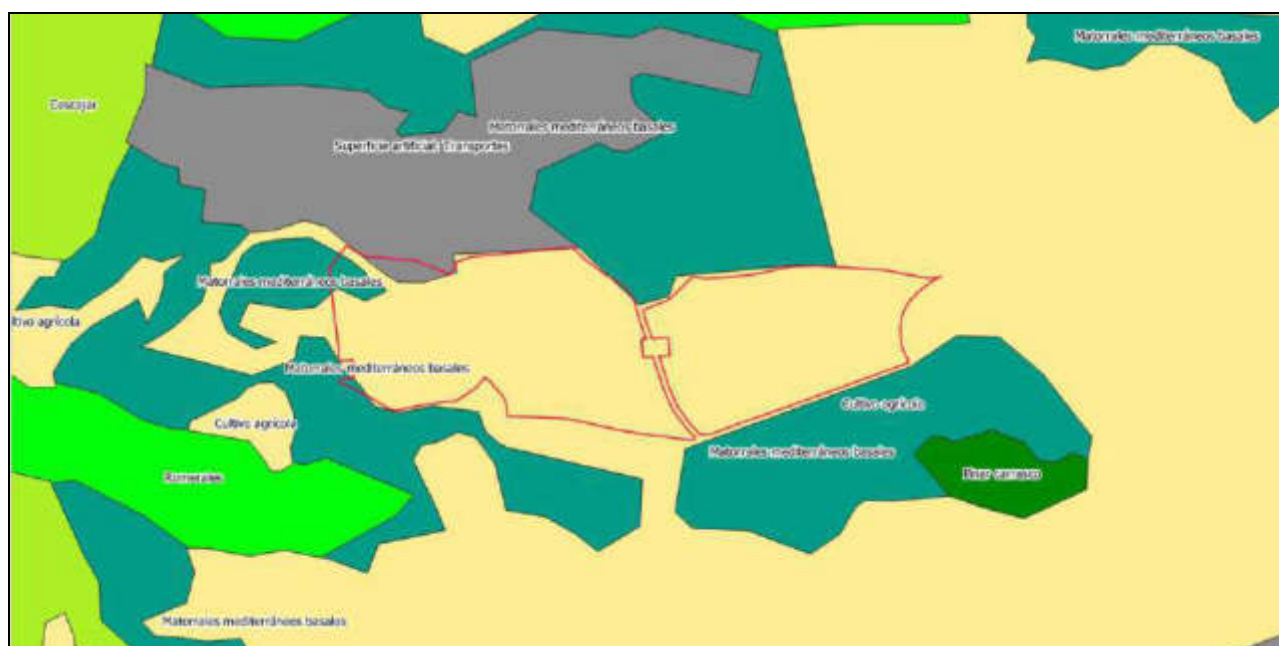 Matorrales mediterráneos basales
Coscojar
Matorrales mediterráneos basales
Superficie artificial: Transportes
Matorrales mediterráneos basales
ltivo agrícola
Matorrales mediterráneos basales
Cultivo agrícola
Cultivo agrícola
Matorrales mediterráneos basales
Romerales
Pinar carrasco
Matorrales mediterráneos basales